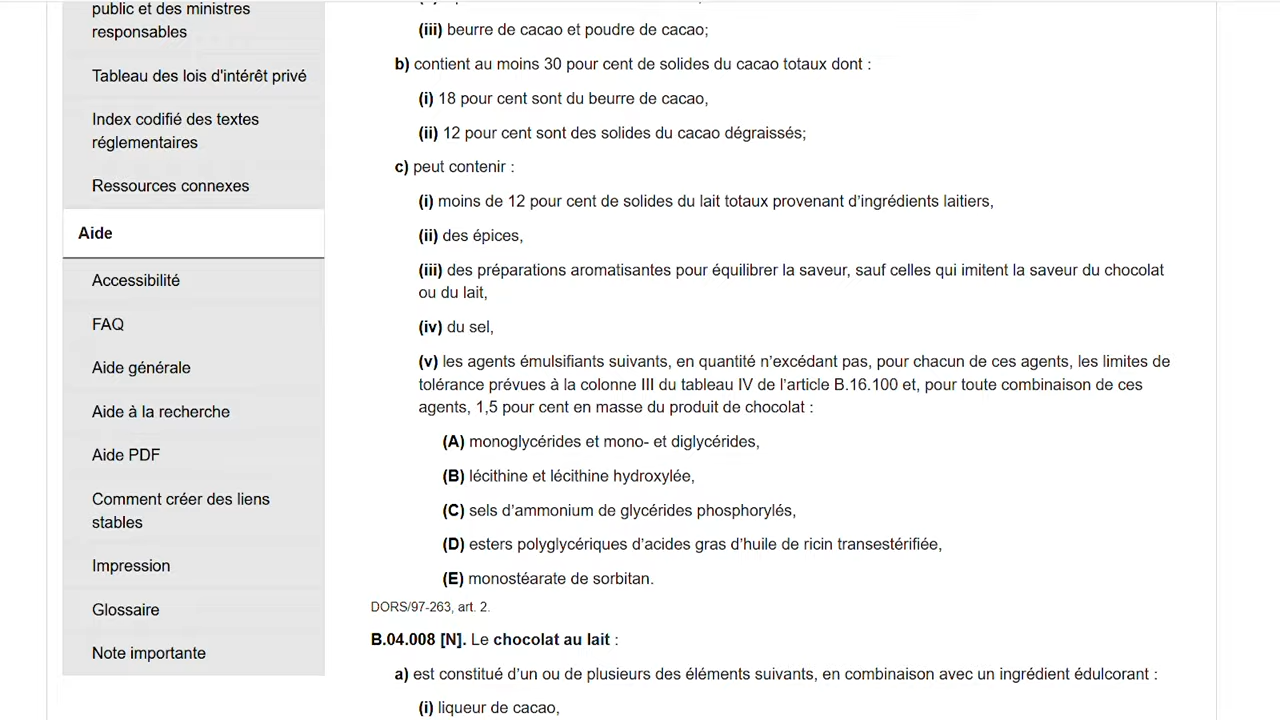 public et des ministres
responsables
Tableau des lois d'intérêt privé
Index codifié des textes
réglementaires
Ressources connexes
Aide
Accessibilité
FAQ
Aide générale
Aide à la recherche
Aide PDF
Comment créer des liens
stables
Impression
Glossaire
Note importante
(iii) beurre de cacao et poudre de cacao;
b) contient au moins 30 pour cent de solides du cacao totaux dont :
(i) 18 pour cent sont du beurre de cacao,
(ii) 12 pour cent sont des solides du cacao dégraissés;
c) peut contenir :
(i) moins de 12 pour cent de solides du lait totaux provenant d’ingrédients laitiers,
(ii) des épices,
(iii) des préparations aromatisantes pour équilibrer la saveur, sauf celles qui imitent la saveur du chocolat
ou du lait,
(iv) du sel,
(v) les agents émulsifiants suivants, en quantité n’excédant pas, pour chacun de ces agents, les limites de
tolérance prévues à la colonne III du tableau IV de l’article B.16.100 et, pour toute combinaison de ces
agents, 1,5 pour cent en masse du produit de chocolat :
(A) monoglycérides et mono- et diglycérides,
(B) lécithine et lécithine hydroxylée,
(C) sels d’ammonium de glycérides phosphorylés,
(D) esters polyglycériques d’acides gras d’huile de ricin transestérifiée,
(E) monostéarate de sorbitan.
DORS/97-263, art. 2.
B.04.008 [N]. Le chocolat au lait :
a) est constitué d’un ou de plusieurs des éléments suivants, en combinaison avec un ingrédient édulcorant :
(i) liqueur de cacao,